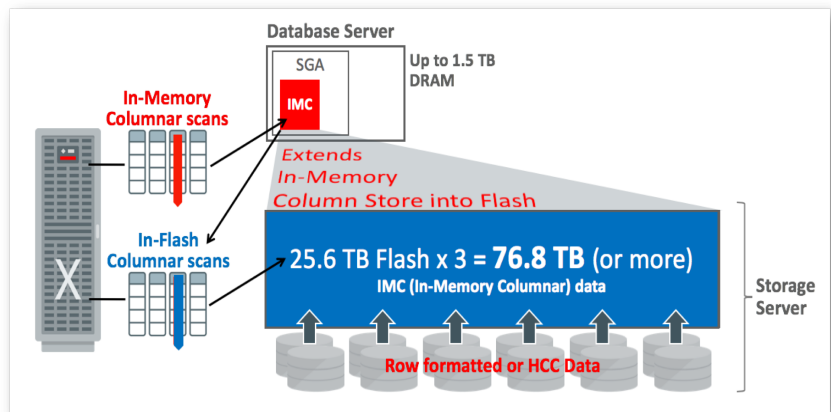 Database Server
SGA
IMC
Up to 1.5 TB
DRAM
In-Memory
Columnar scans
Extends
In-Memory
Column Store into Flash
In-Flash
Columnar scans
X
25.6 TB Flash x 3 = 76.8 TB (or more)
IMC (In-Memory Columnar) data
Storage
Server
Row formatted or HCC Data